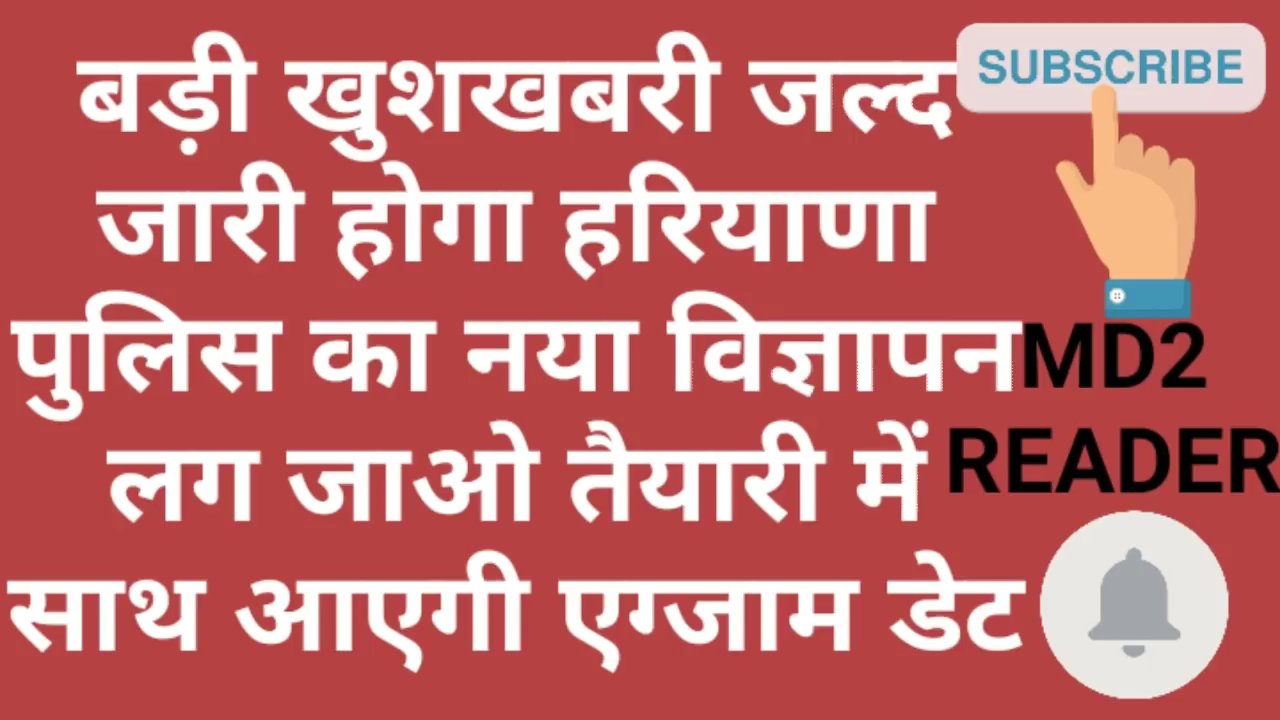 बड़ी खुशखबरी जल्द
जारी होगा हरियाणा
पुलिस का नया विज्ञापन
लग जाओ तैयारी में
साथ आएगी एग्जाम डेट
SUBSCRIBE
MD2
READER